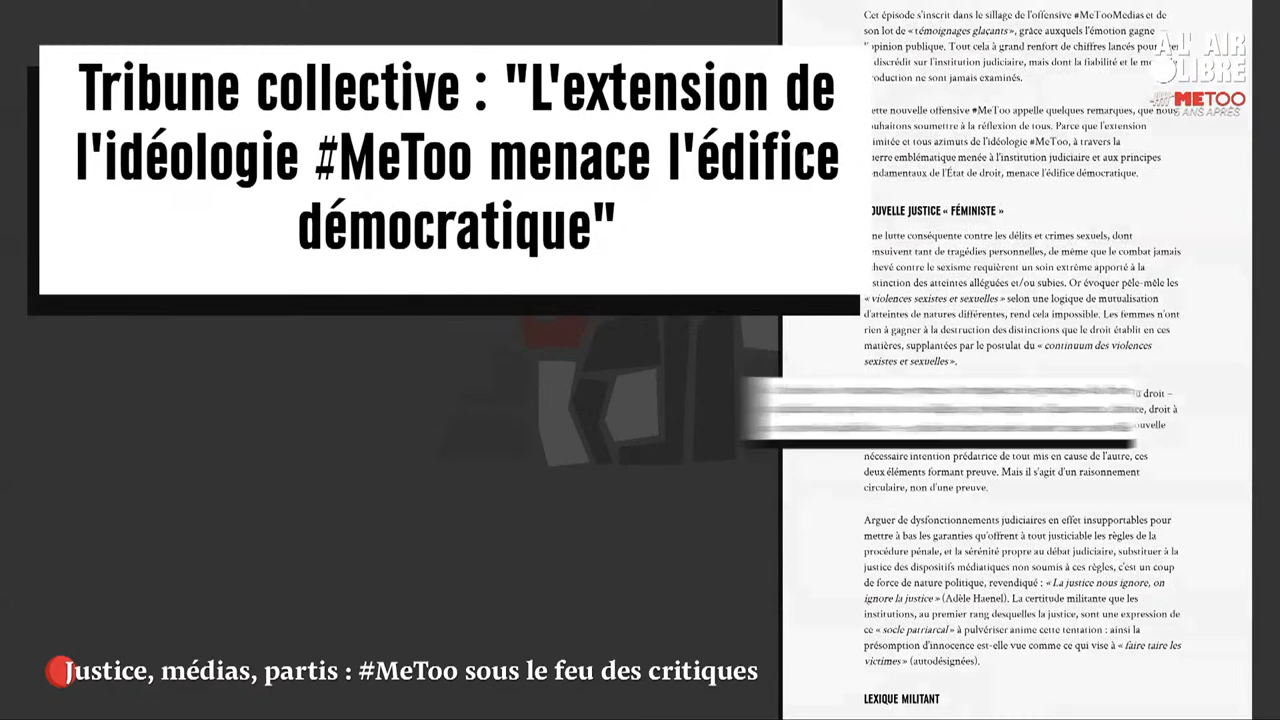 Tribune collective : "L'extension de
l'idéologie #MeToo menace l'édifice
démocratique"
Cet épisode s'inscrit dans le sillage de l'offensive #MeTooMedias et de
son lot de « témoignages glaçants », grâce auxquels l'émotion gagne
l'opinion publique. Tout cela à grand renfort de chiffres lancés pour
discrédit sur l'institution judiciaire, mais dont la fiabilité et le
ne sont jamais examinés.
nouvelle offensive #MeToo appelle quelques remarques, que nous
à la réflexion de tous. Parce que l'extension
et tous azimuts de l'idéologie #MeToo, à travers la
emblématique menée à l'institution judiciaire et aux principes
de l'État de droit, menace l'édifice démocratique.
JUSTICE « FÉMINISTE »
lutte conséquente contre les délits et crimes sexuels, dont
tant de tragédies personnelles, de même que le combat jamais
contre le sexisme requièrent un soin extrême apporté à la
des atteintes alléguées et/ou subies. Or évoquer pêle-mêle les
« violences sexistes et sexuelles » selon une logique de mutualisation
d'atteintes de natures différentes, rend cela impossible. Les femmes n'ont
rien à gagner à la destruction des distinctions que le droit établit en ces
matières, supplantées par le postulat du « continuum des violences
sexistes et sexuelles ».
droit –
droit à
nécessaire intention prédatrice de tout mis en cause de l'autre, ces
deux éléments formant preuve. Mais il s'agit d'un raisonnement
circulaire, non d'une preuve.
Arguer de dysfonctionnements judiciaires en effet insupportables pour
mettre à bas les garanties qu'offrent à tout justiciable les règles de la
procédure pénale, et la sérénité propre au débat judiciaire, substituer à la
justice des dispositifs médiatiques non soumis à ces règles, c'est un coup
de force de nature politique, revendiqué : « La justice nous ignore, on
ignore la justice » (Adèle Haenel). La certitude militante que les
institutions, au premier rang desquelles la justice, sont une expression de
ce « socle patriarcal » à pulvériser anime cette tentation : ainsi la
présomption d'innocence est-elle vue comme ce qui vise à « faire taire les
victimes » (autodésignées).
LEXIQUE MILITANT
À L'AIR
LIBRE
#METOO
5 ANS APRÈS
Justice, médias, partis : #MeToo sous le feu des critiques